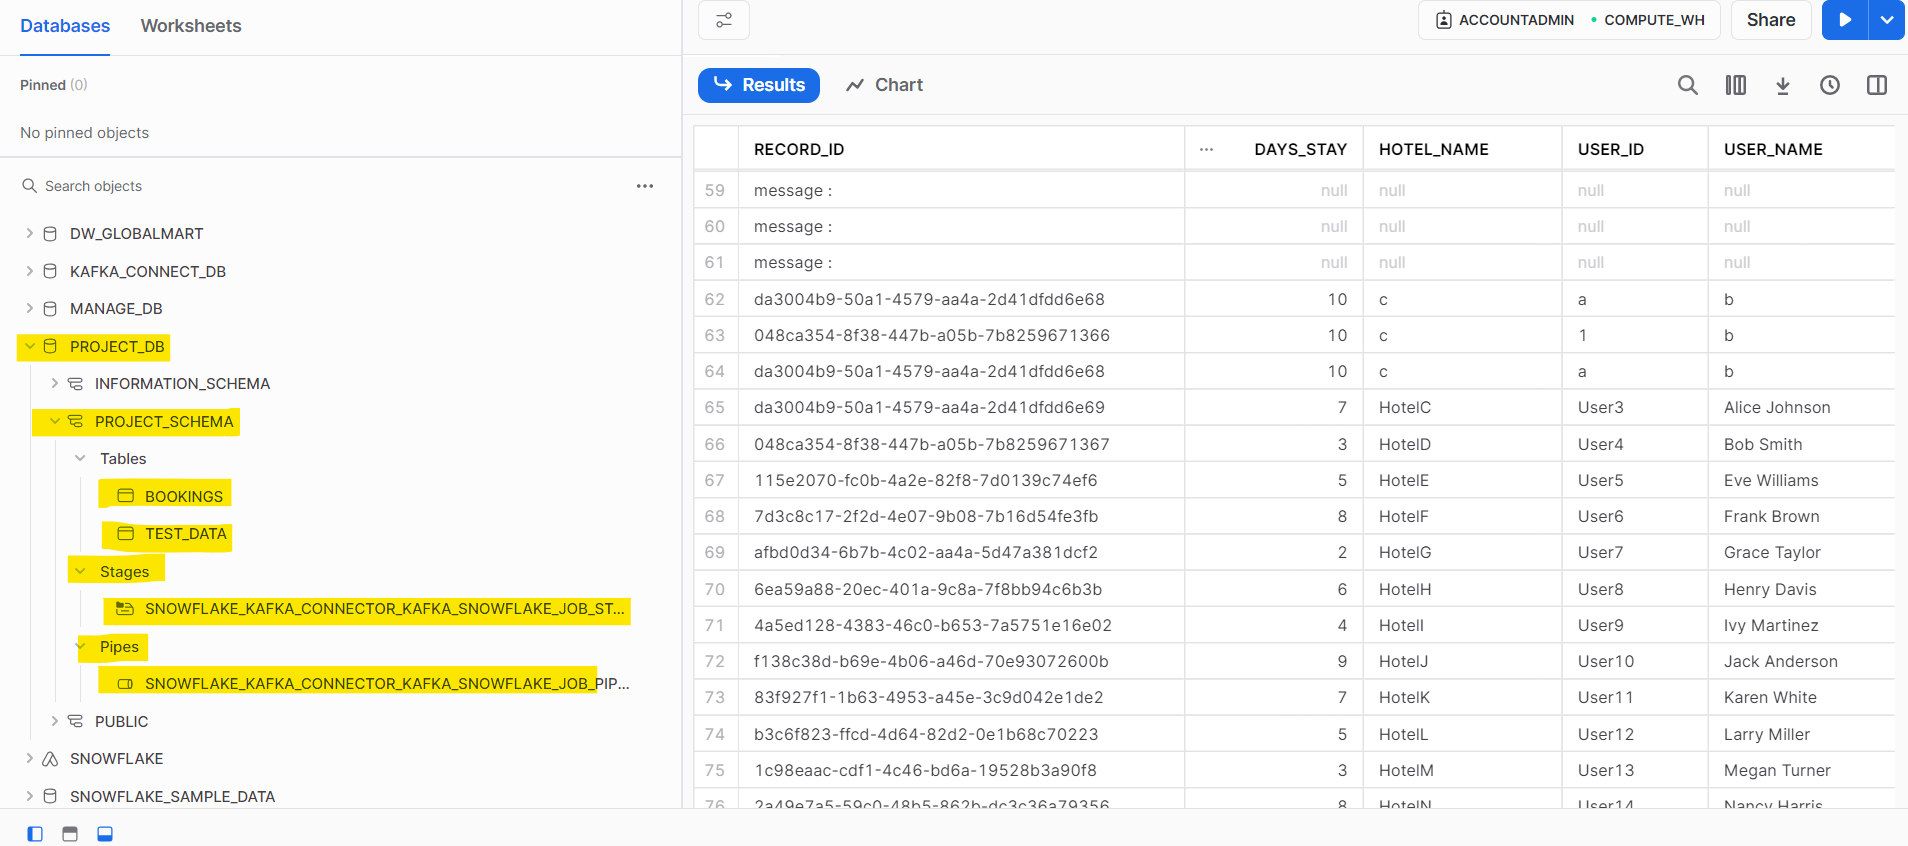 Databases Worksheets
Pinned (0)
No pinned objects
Search objects
DW_GLOBALMART
KAFKA_CONNECT_DB
MANAGE_DB
PROJECT_DB
INFORMATION_SCHEMA
PROJECT_SCHEMA
Tables
BOOKINGS
TEST_DATA
Stages
SNOWFLAKE_KAFKA_CONNECTOR_KAFKA_SNOWFLAKE_JOB_ST...
Pipes
SNOWFLAKE_KAFKA_CONNECTOR_KAFKA_SNOWFLAKE_JOB_PIP...
PUBLIC
SNOWFLAKE
SNOWFLAKE_SAMPLE_DATA
ACCOUNTADMIN • COMPUTE_WH Share
Results Chart
RECORD_ID ... DAYS_STAY HOTEL_NAME USER_ID USER_NAME
59 message : null null null null
60 message : null null null null
61 message : null null null null
62 da3004b9-50a1-4579-aa4a-2d41dfdd6e68 10 c a b
63 048ca354-8f38-447b-a05b-7b8259671366 10 c 1 b
64 da3004b9-50a1-4579-aa4a-2d41dfdd6e68 10 c a b
65 da3004b9-50a1-4579-aa4a-2d41dfdd6e69 7 HotelC User3 Alice Johnson
66 048ca354-8f38-447b-a05b-7b8259671367 3 HotelD User4 Bob Smith
67 115e2070-fc0b-4a2e-82f8-7d0139c74ef6 5 HotelE User5 Eve Williams
68 7d3c8c17-2f2d-4e07-9b08-7b16d54fe3fb 8 HotelF User6 Frank Brown
69 afbd0d34-6b7b-4c02-aa4a-5d47a381dcf2 2 HotelG User7 Grace Taylor
70 6ea59a88-20ec-401a-9c8a-7f8bb94c6b3b 6 HotelH User8 Henry Davis
71 4a5ed128-4383-46c0-b653-7a5751e16e02 4 HotelI User9 Ivy Martinez
72 f138c38d-b69e-4b06-a46d-70e93072600b 9 HotelJ User10 Jack Anderson
73 83f927f1-1b63-4953-a45e-3c9d042e1de2 7 HotelK User11 Karen White
74 b3c6f823-ffcd-4d64-82d2-0e1b68c70223 5 HotelL User12 Larry Miller
75 1c98eaac-cdf1-4c46-bd6a-19528b3a90f8 3 HotelM User13 Megan Turner
76 2a49e7a5-59c0-48b5-862b-dc3c36a79356 8 HotelN User14 Nancy Harris